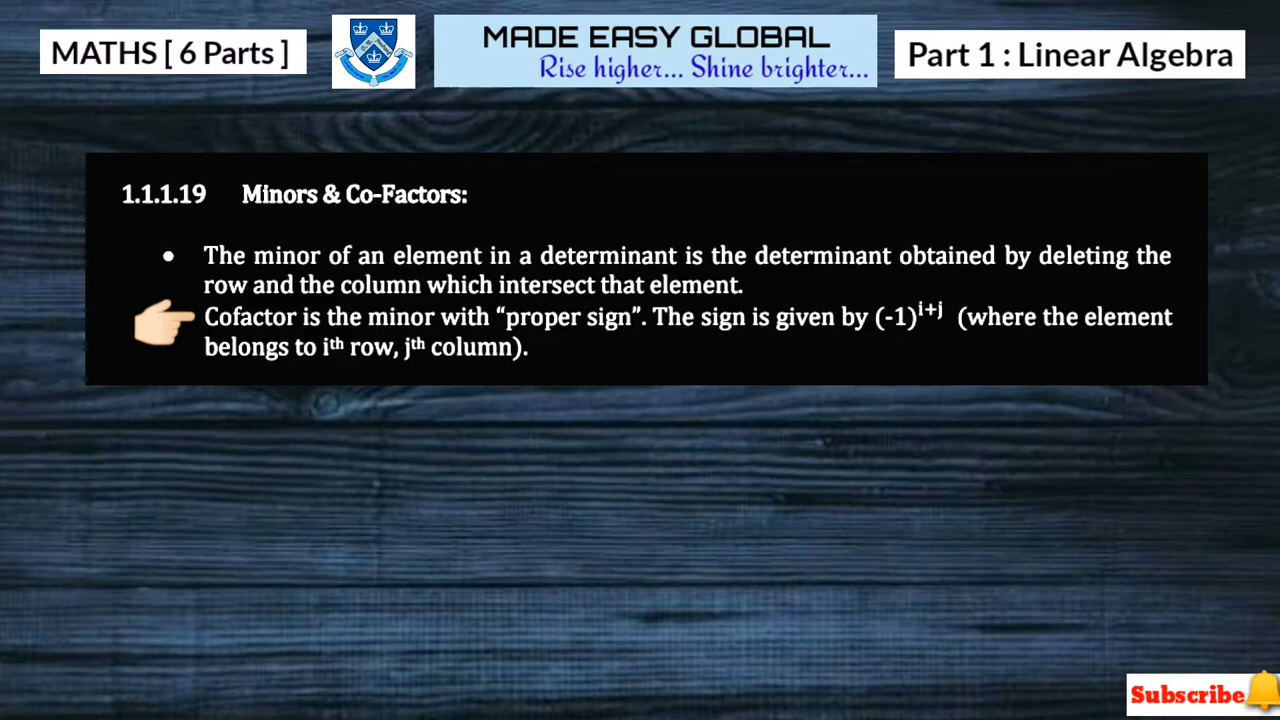 MATHS [ 6 Parts ]
MADE EASY GLOBAL
Rise higher... Shine brighter...
Part 1 : Linear Algebra
1.1.1.19 Minors & Co-Factors:
• The minor of an element in a determinant is the determinant obtained by deleting the
row and the column which intersect that element.
Cofactor is the minor with “proper sign”. The sign is given by (-1)^{i+j} (where the element
belongs to iᵗʰ row, jᵗʰ column).
Subscribe